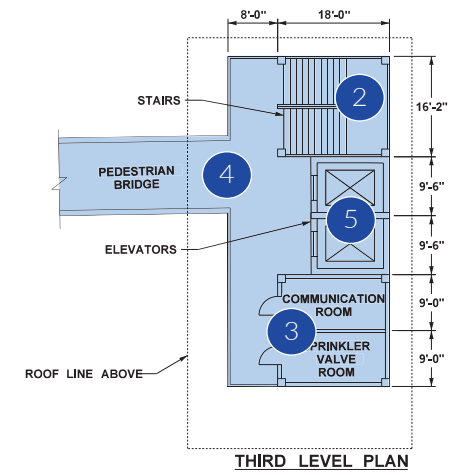 8'-0"
18'-0"
STAIRS
2
16'-2"
PEDESTRIAN
BRIDGE
4
9'-6"
5
ELEVATORS
9'-6"
COMMUNICATION
ROOM
9'-0"
3
PRINKLER
VALVE
ROOM
9'-0"
ROOF LINE ABOVE
THIRD LEVEL PLAN